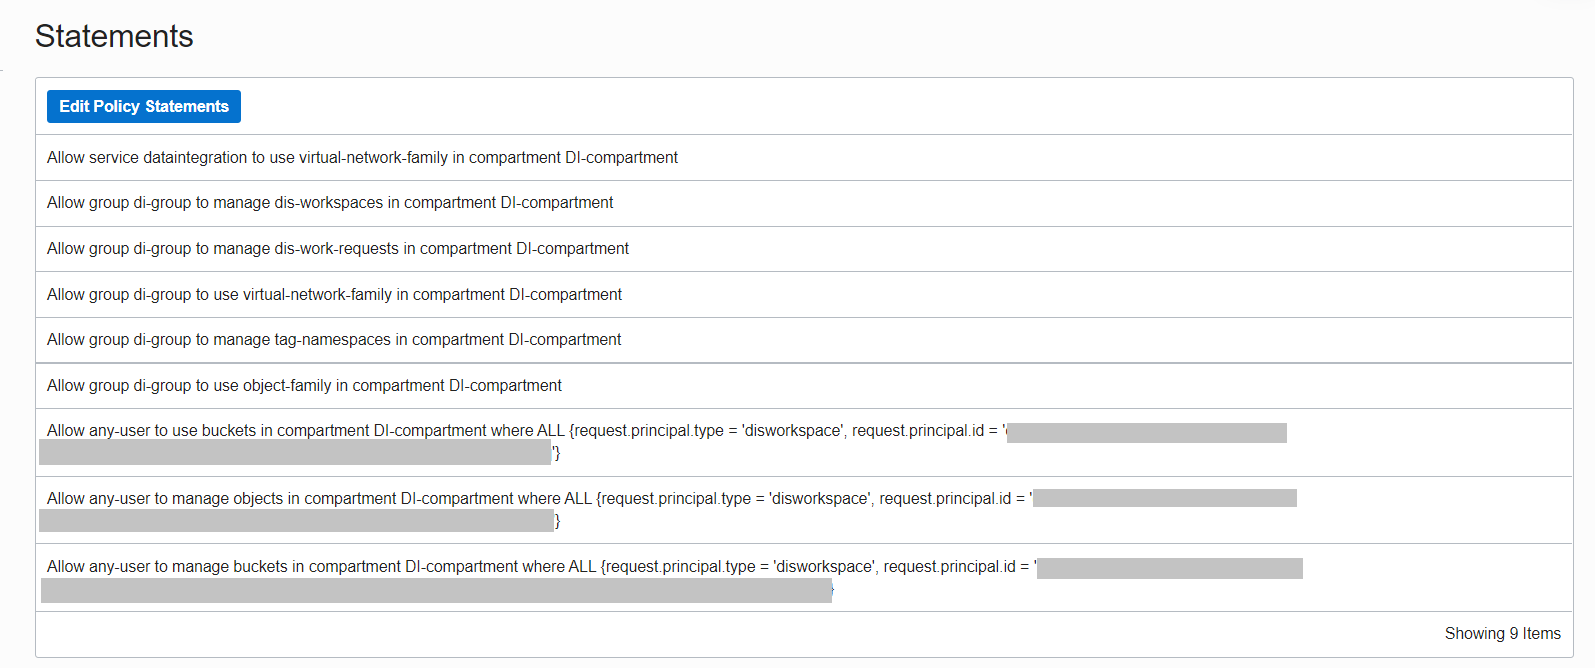 Statements
Edit Policy Statements
Allow service dataintegration to use virtual-network-family in compartment DI-compartment
Allow group di-group to manage dis-workspaces in compartment DI-compartment
Allow group di-group to manage dis-work-requests in compartment DI-compartment
Allow group di-group to use virtual-network-family in compartment DI-compartment
Allow group di-group to manage tag-namespaces in compartment DI-compartment
Allow group di-group to use object-family in compartment DI-compartment
Allow any-user to use buckets in compartment DI-compartment where ALL {request.principal.type = 'disworkspace', request.principal.id = '
'}
Allow any-user to manage objects in compartment DI-compartment where ALL {request.principal.type = 'disworkspace', request.principal.id = '
}
Allow any-user to manage buckets in compartment DI-compartment where ALL {request.principal.type = 'disworkspace', request.principal.id = '
Showing 9 Items